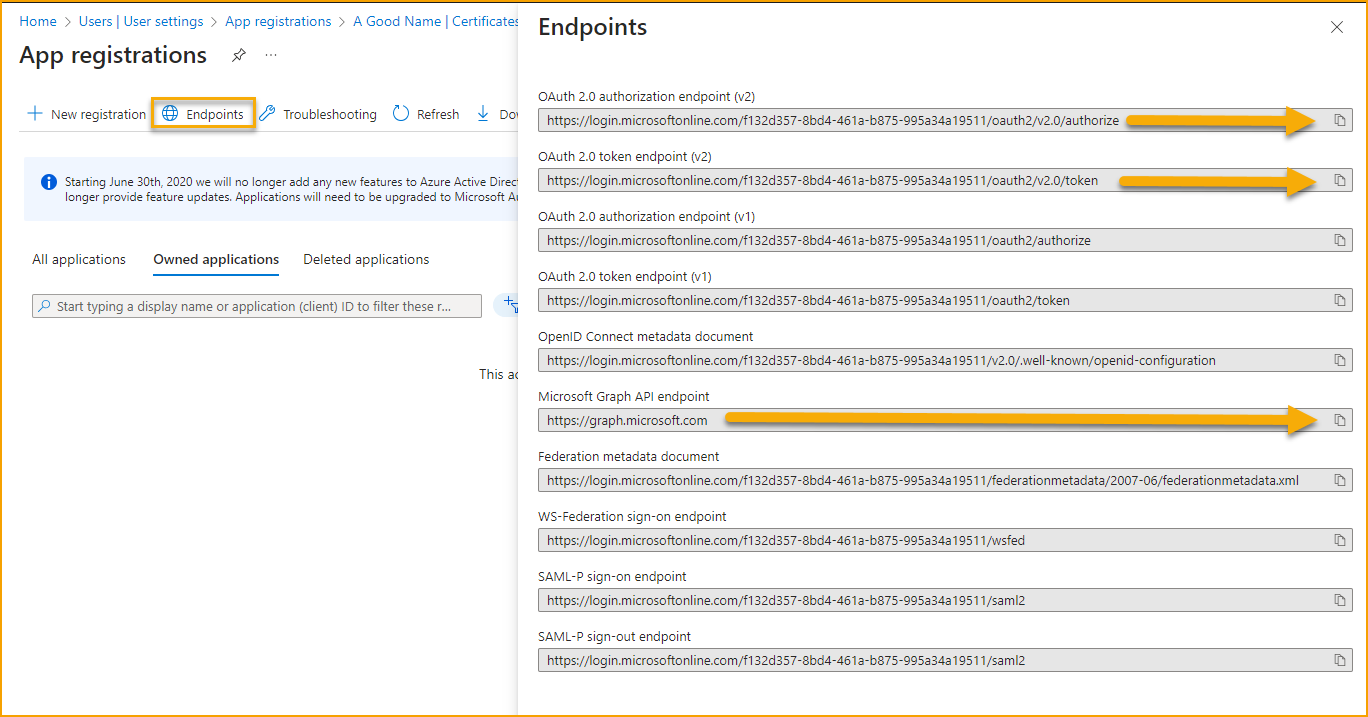 Home > Users | User settings > App registrations > A Good Name | Certificates
App registrations
...
New registration Endpoints Troubleshooting Refresh
Starting June 30th, 2020 we will no longer add any new features to Azure Active
longer provide feature updates. Applications will need to be upgraded to Microsoft
All applications Owned applications Deleted applications
Start typing a display name or application (client) ID to filter these r...
This
Endpoints
OAuth 2.0 authorization endpoint (v2)
https://login.microsoftonline.com/f132d357-8bd4-461a-b875-995a34a19511/oauth2/v2.0/authorize
OAuth 2.0 token endpoint (v2)
https://login.microsoftonline.com/f132d357-8bd4-461a-b875-995a34a19511/oauth2/v2.0/token
OAuth 2.0 authorization endpoint (v1)
https://login.microsoftonline.com/f132d357-8bd4-461a-b875-995a34a19511/oauth2/authorize
OAuth 2.0 token endpoint (v1)
https://login.microsoftonline.com/f132d357-8bd4-461a-b875-995a34a19511/oauth2/token
OpenID Connect metadata document
https://login.microsoftonline.com/f132d357-8bd4-461a-b875-995a34a19511/v2.0/.well-known/openid-configuration
Microsoft Graph API endpoint
https://graph.microsoft.com
Federation metadata document
https://login.microsoftonline.com/f132d357-8bd4-461a-b875-995a34a19511/federationmetadata/2007-06/federationmetadata.xml
WS-Federation sign-on endpoint
https://login.microsoftonline.com/f132d357-8bd4-461a-b875-995a34a19511/wsfed
SAML-P sign-on endpoint
https://login.microsoftonline.com/f132d357-8bd4-461a-b875-995a34a19511/saml2
SAML-P sign-out endpoint
https://login.microsoftonline.com/f132d357-8bd4-461a-b875-995a34a19511/saml2